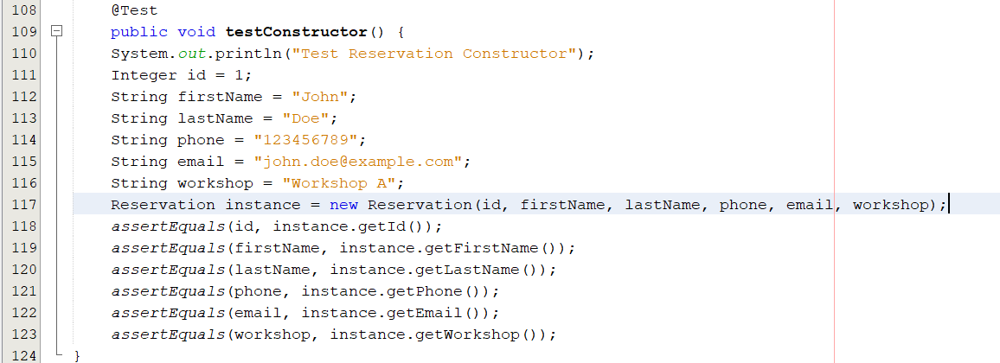 108 @Test
109 public void testConstructor() {
110 System.out.println("Test Reservation Constructor");
111 Integer id = 1;
112 String firstName = "John";
113 String lastName = "Doe";
114 String phone = "123456789";
115 String email = "john.doe@example.com";
116 String workshop = "Workshop A";
117 Reservation instance = new Reservation(id, firstName, lastName, phone, email, workshop);
118 assertEquals(id, instance.getId());
119 assertEquals(firstName, instance.getFirstName());
120 assertEquals(lastName, instance.getLastName());
121 assertEquals(phone, instance.getPhone());
122 assertEquals(email, instance.getEmail());
123 assertEquals(workshop, instance.getWorkshop());
124 }